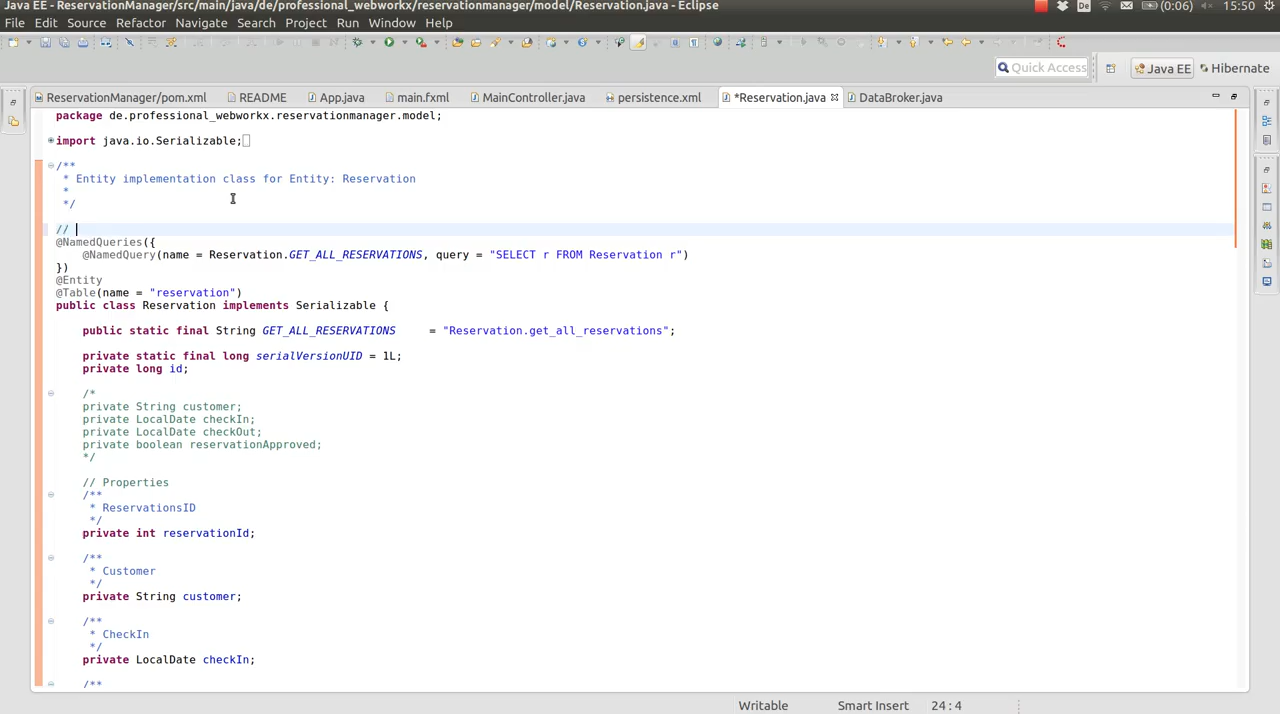 Java EE - ReservationManager/src/main/java/de/professional_webworkx/reservationmanager/model/Reservation.java - Eclipse
De (0:06) 15:50
File Edit Source Refactor Navigate Search Project Run Window Help
Quick Access Java EE Hibernate
ReservationManager/pom.xml README App.java main.fxml MainController.java persistence.xml *Reservation.java DataBroker.java
package de.professional_webworkx.reservationmanager.model;
import java.io.Serializable;
/**
* Entity implementation class for Entity: Reservation
*
*/
//
@NamedQueries({
@NamedQuery(name = Reservation.GET_ALL_RESERVATIONS, query = "SELECT r FROM Reservation r")
})
@Entity
@Table(name = "reservation")
public class Reservation implements Serializable {
public static final String GET_ALL_RESERVATIONS = "Reservation.get_all_reservations";
private static final long serialVersionUID = 1L;
private long id;
/*
private String customer;
private LocalDate checkIn;
private LocalDate checkOut;
private boolean reservationApproved;
*/
// Properties
/**
* ReservationsID
*/
private int reservationId;
/**
* Customer
*/
private String customer;
/**
* CheckIn
*/
private LocalDate checkIn;
/**
Writable Smart Insert 24 : 4